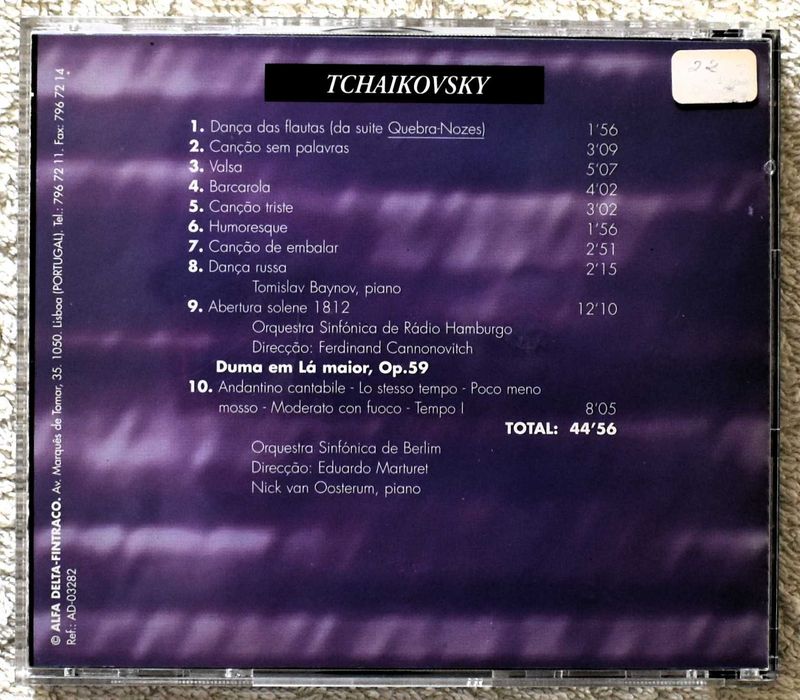 TCHAIKOVSKY
1. Dança das flautas (da suite Quebra-Nozes) 1'56
2. Canção sem palavras 3'09
3. Valsa 5'07
4. Barcarola 4'02
5. Canção triste 3'02
6. Humoresque 1'56
7. Canção de embalar 2'51
8. Dança russa 2'15
Tomislav Baynov, piano
9. Abertura solene 1812 12'10
Orquestra Sinfónica de Rádio Hamburgo
Direcção: Ferdinand Cannonovitch
Duma em Lá maior, Op.59
10. Andantino cantabile - Lo stesso tempo - Poco meno
mosso - Moderato con fuoco - Tempo I 8'05
TOTAL: 44'56
Orquestra Sinfónica de Berlim
Direcção: Eduardo Marturet
Nick van Oosterum, piano
© ALFA DELTA-FINTRACO. Av. Marquês de Tomar, 35. 1050. Lisboa (PORTUGAL). Tel.: 796 72 11. Fax: 796 72 14
Ref.: AD-03282